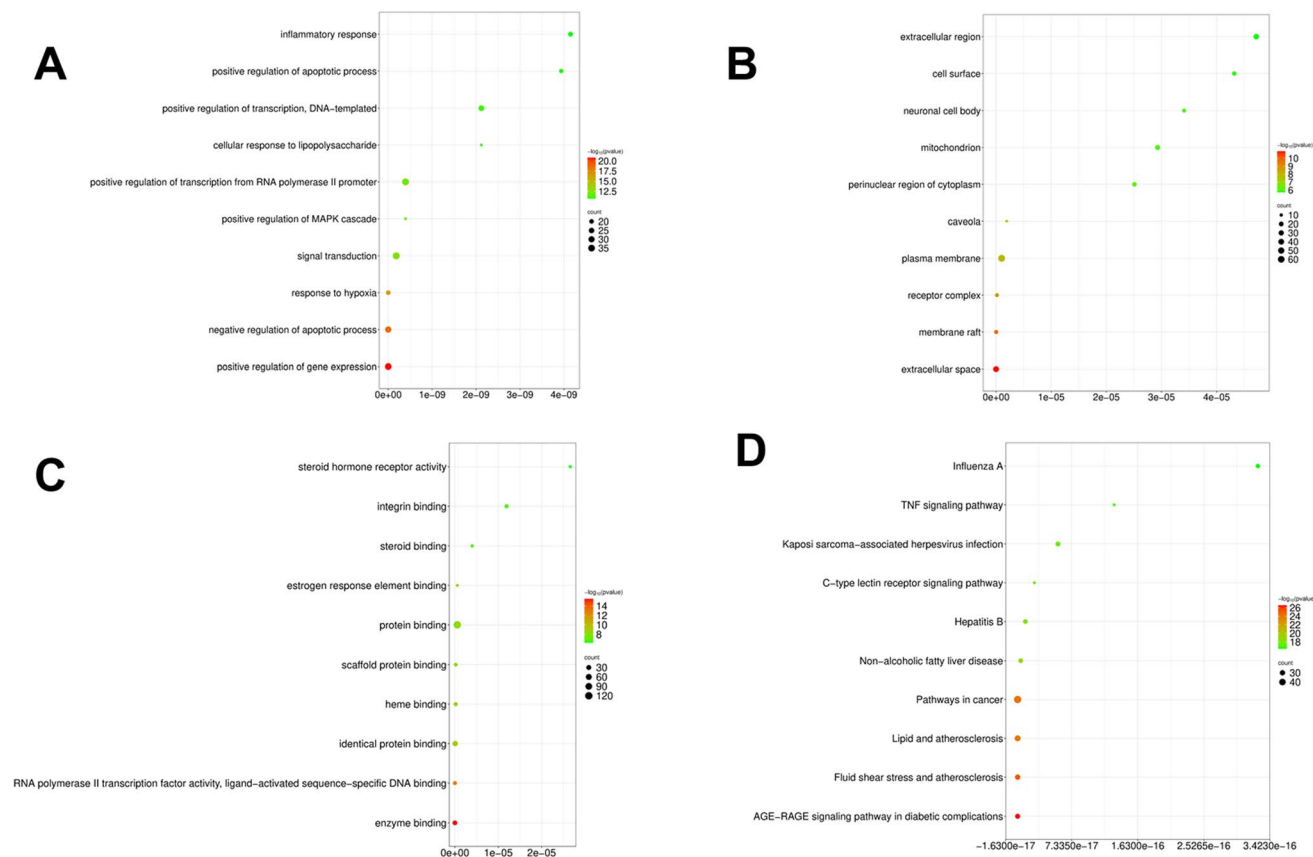 A
inflammatory response
positive regulation of apoptotic process
positive regulation of transcription, DNA−templated
cellular response to lipopolysaccharide
positive regulation of transcription from RNA polymerase II promoter
positive regulation of MAPK cascade
signal transduction
response to hypoxia
negative regulation of apoptotic process
positive regulation of gene expression
0e+00 1e−09 2e−09 3e−09 4e−09
−log10(pvalue)
20.0
17.5
15.0
12.5
count
20
25
30
35
B
extracellular region
cell surface
neuronal cell body
mitochondrion
perinuclear region of cytoplasm
caveola
plasma membrane
receptor complex
membrane raft
extracellular space
0e+00 1e−05 2e−05 3e−05 4e−05
−log10(pvalue)
10
9
8
7
6
count
10
20
30
40
50
60
C
steroid hormone receptor activity
integrin binding
steroid binding
estrogen response element binding
protein binding
scaffold protein binding
heme binding
identical protein binding
RNA polymerase II transcription factor activity, ligand−activated sequence−specific DNA binding
enzyme binding
0e+00 1e−05 2e−05
−log10(pvalue)
14
12
10
8
count
30
60
90
120
D
Influenza A
TNF signaling pathway
Kaposi sarcoma−associated herpesvirus infection
C−type lectin receptor signaling pathway
Hepatitis B
Non−alcoholic fatty liver disease
Pathways in cancer
Lipid and atherosclerosis
Fluid shear stress and atherosclerosis
AGE−RAGE signaling pathway in diabetic complications
−1.6300e−17 7.3350e−17 1.6300e−16 2.5265e−16 3.4230e−16
−log10(pvalue)
26
24
22
20
18
count
30
40